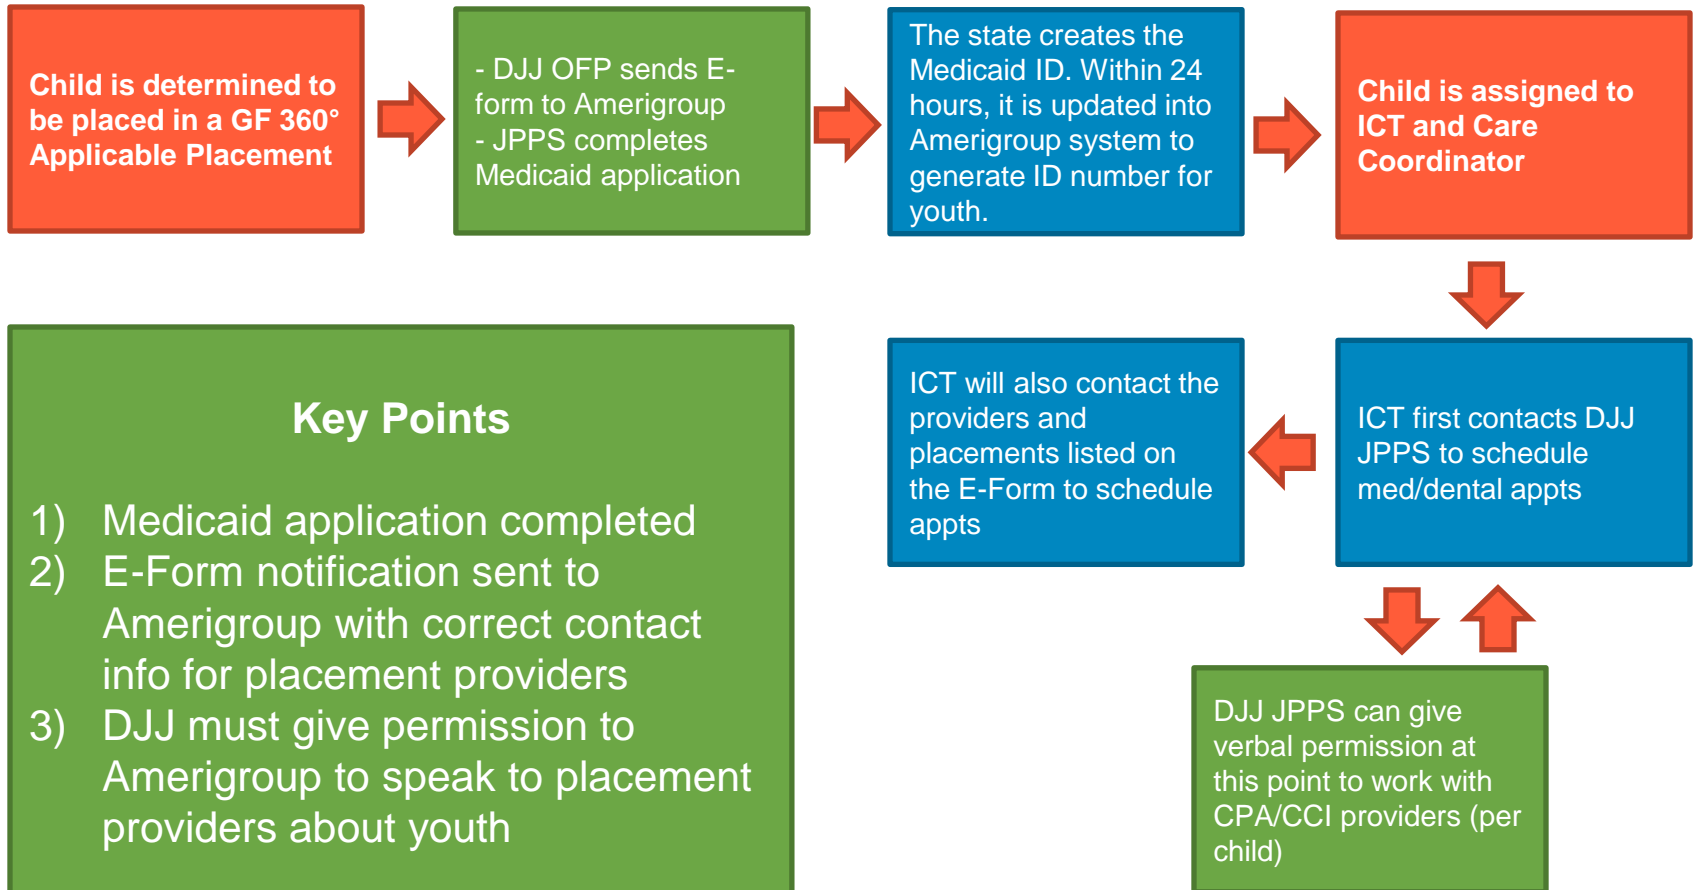 Child is determined to
be placed in a GF 360°
Applicable Placement
- DJJ OFP sends E-
form to Amerigroup
- JPPS completes
Medicaid application
The state creates the
Medicaid ID. Within 24
hours, it is updated into
Amerigroup system to
generate ID number for
youth.
Child is assigned to
ICT and Care
Coordinator
ICT first contacts DJJ
JPPS to schedule
med/dental appts
ICT will also contact the
providers and
placements listed on
the E-Form to schedule
appts
DJJ JPPS can give
verbal permission at
this point to work with
CPA/CCI providers (per
child)
Key Points
1) Medicaid application completed
2) E-Form notification sent to
Amerigroup with correct contact
info for placement providers
3) DJJ must give permission to
Amerigroup to speak to placement
providers about youth